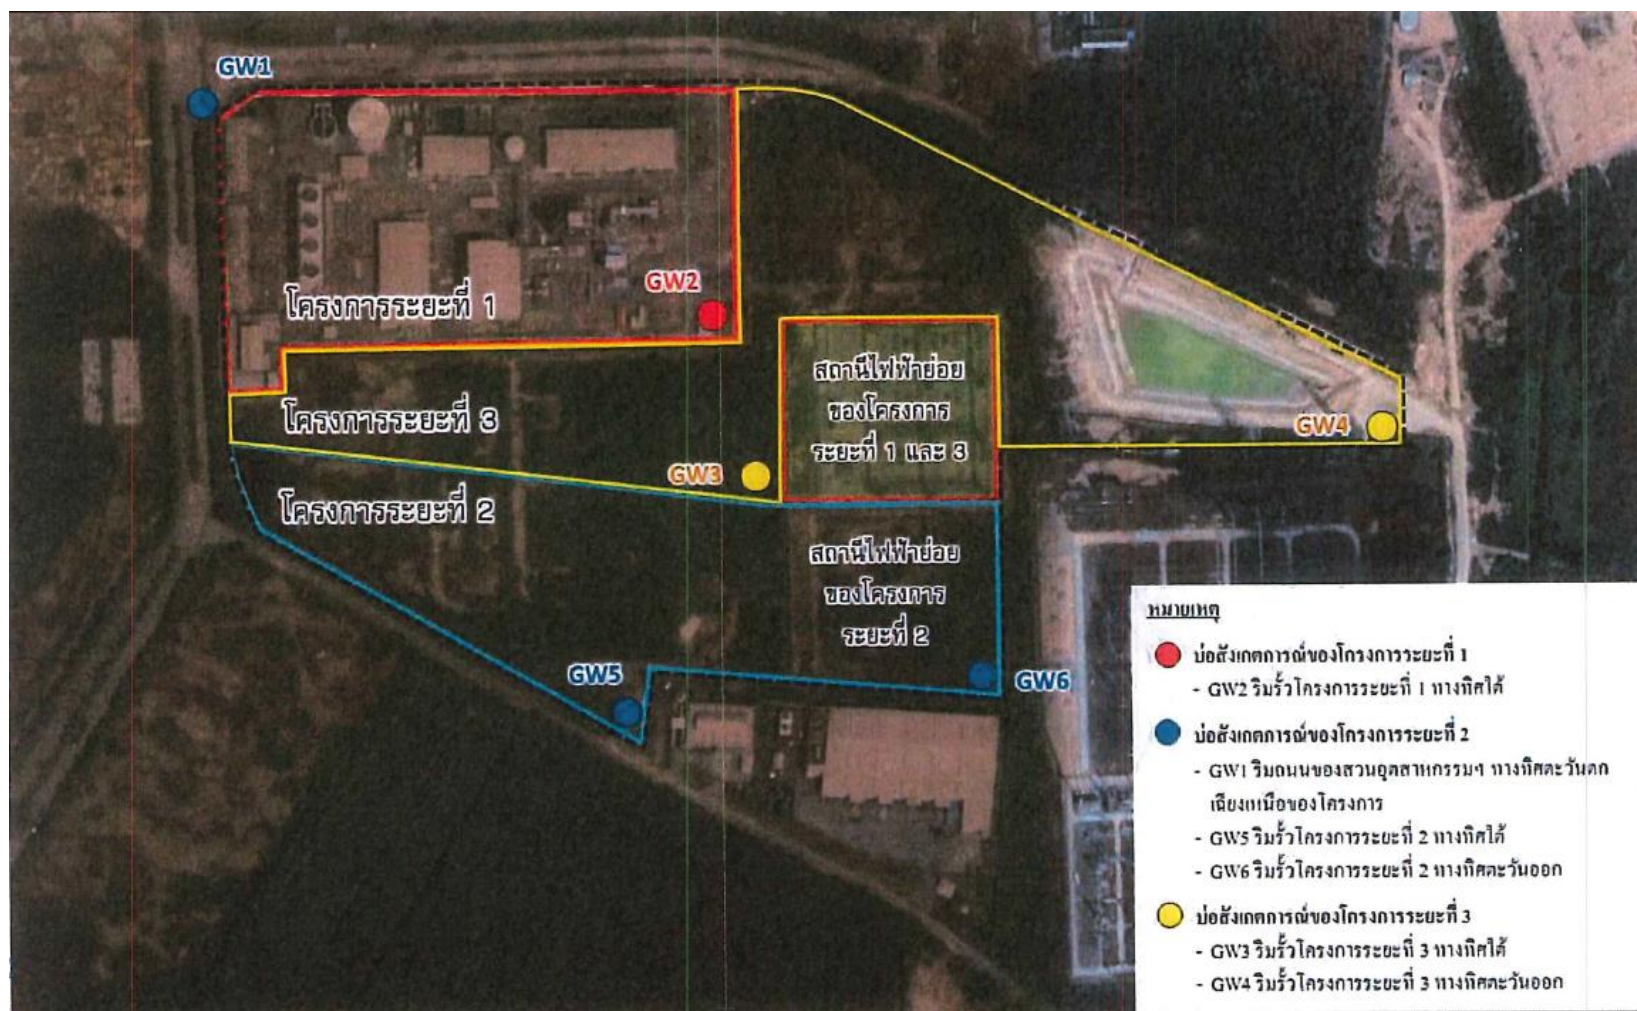 GW1
GW2
โครงการระยะที่ 1
สถานีไฟฟ้าย่อย
ของโครงการ
ระยะที่ 1 และ 3
โครงการระยะที่ 3
GW4
GW3
โครงการระยะที่ 2
สถานีไฟฟ้าย่อย
ของโครงการ
ระยะที่ 2
GW5
GW6
หมายเหตุ
บ่อสังเกตการณ์ของโครงการระยะที่ 1
- GW2 ริมรั้วโครงการระยะที่ 1 ทางทิศใต้
บ่อสังเกตการณ์ของโครงการระยะที่ 2
- GW1 ริมถนนของสวนอุตสาหกรรมฯ ทางทิศตะวันตก
เฉียงเหนือของโครงการ
- GW5 ริมรั้วโครงการระยะที่ 2 ทางทิศใต้
- GW6 ริมรั้วโครงการระยะที่ 2 ทางทิศตะวันออก
บ่อสังเกตการณ์ของโครงการระยะที่ 3
- GW3 ริมรั้วโครงการระยะที่ 3 ทางทิศใต้
- GW4 ริมรั้วโครงการระยะที่ 3 ทางทิศตะวันออก